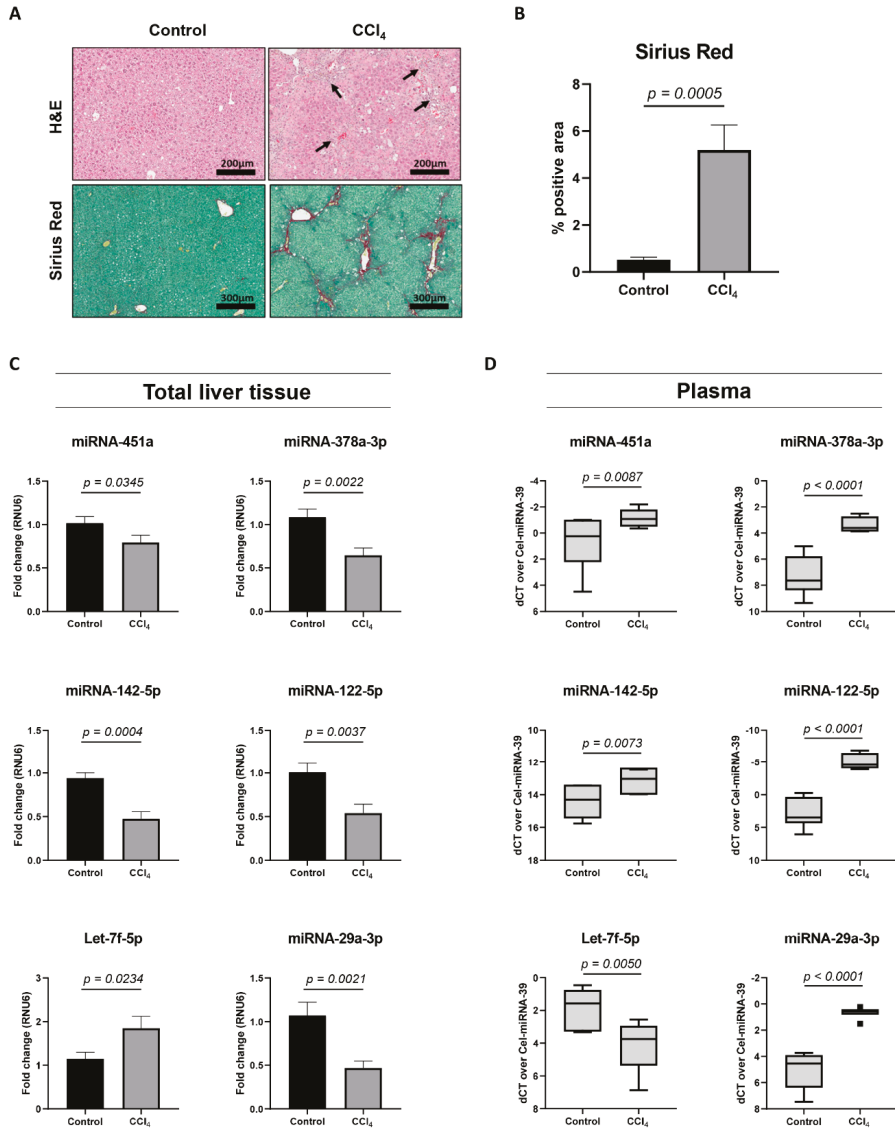 A
Control
CCl₄
H&E
200µm
200µm
Sirius Red
300µm
300µm
B
Sirius Red
p = 0.0005
% positive area
8
6
4
2
0
Control
CCl₄
C
Total liver tissue
miRNA-451a
p = 0.0345
Fold change (RNU6)
1.5
1.0
0.5
0.0
Control
CCl₄
miRNA-378a-3p
p = 0.0022
Fold change (RNU6)
1.5
1.0
0.5
0.0
Control
CCl₄
miRNA-142-5p
p = 0.0004
Fold change (RNU6)
1.5
1.0
0.5
0.0
Control
CCl₄
miRNA-122-5p
p = 0.0037
Fold change (RNU6)
1.5
1.0
0.5
0.0
Control
CCl₄
Let-7f-5p
p = 0.0234
Fold change (RNU6)
3
2
1
0
Control
CCl₄
miRNA-29a-3p
p = 0.0021
Fold change (RNU6)
1.5
1.0
0.5
0.0
Control
CCl₄
D
Plasma
miRNA-451a
p = 0.0087
dCT over Cel-miRNA-39
-4
-2
0
2
4
6
Control
CCl₄
miRNA-378a-3p
p < 0.0001
dCT over Cel-miRNA-39
0
2
4
6
8
10
Control
CCl₄
miRNA-142-5p
p = 0.0073
dCT over Cel-miRNA-39
10
12
14
16
18
Control
CCl₄
miRNA-122-5p
p < 0.0001
dCT over Cel-miRNA-39
-10
-5
0
5
10
Control
CCl₄
Let-7f-5p
p = 0.0050
dCT over Cel-miRNA-39
0
2
4
6
8
Control
CCl₄
miRNA-29a-3p
p < 0.0001
dCT over Cel-miRNA-39
-2
0
2
4
6
8
Control
CCl₄